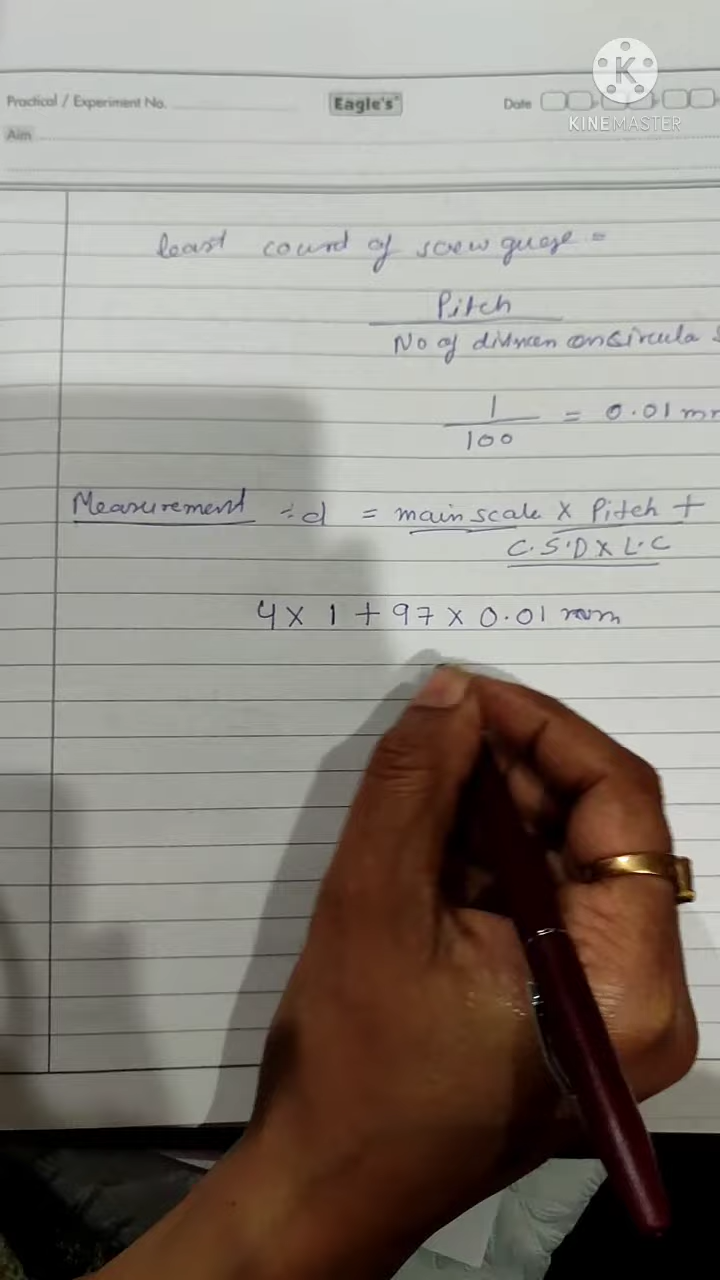 K
KINEMASTER
Practical / Experiment No.
Eagle's
Date
Aim
least count of screw guage =
Pitch
No of division on Circula
1
100
= 0.01 mm
Measurement ÷ d = main scale × Pitch +
C.S.D × L.C
4 × 1 + 97 × 0.01 mm